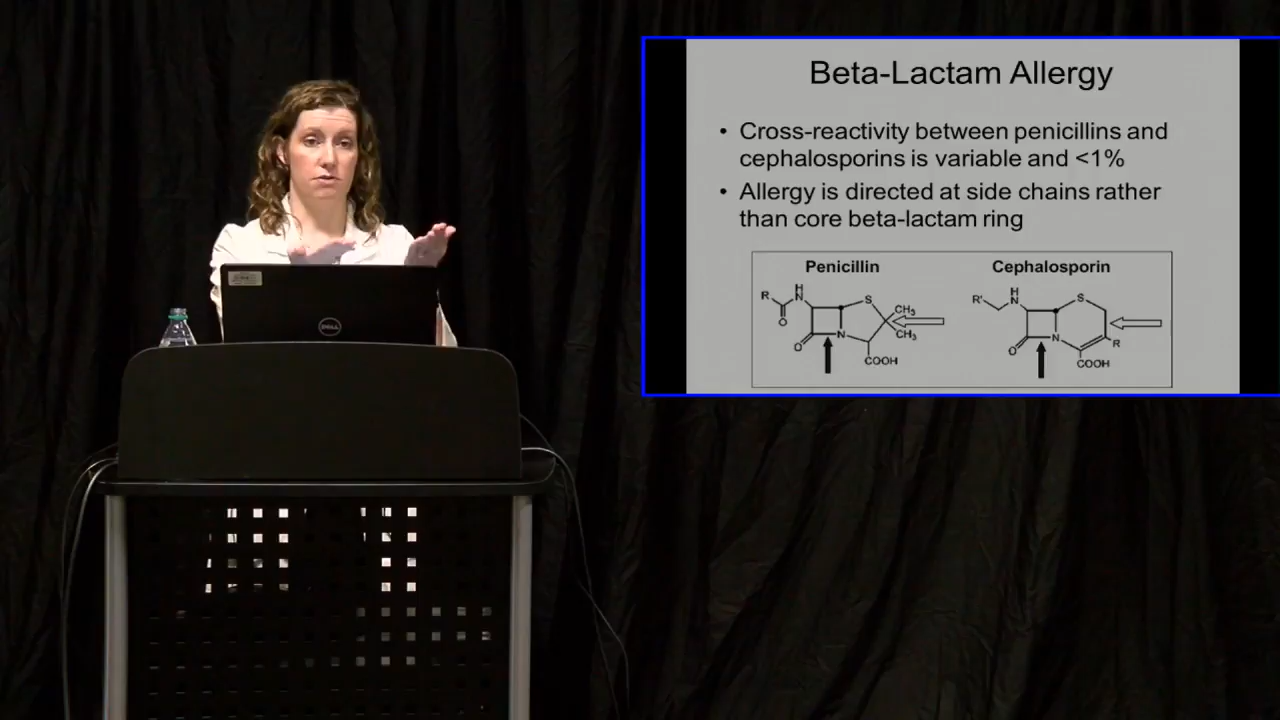 Beta-Lactam Allergy
• Cross-reactivity between penicillins and
cephalosporins is variable and <1%
• Allergy is directed at side chains rather
than core beta-lactam ring
Penicillin
Cephalosporin
R
H
N
O
S
CH₃
CH₃
N
O
COOH
R'
H
N
S
N
O
R
COOH
DELL